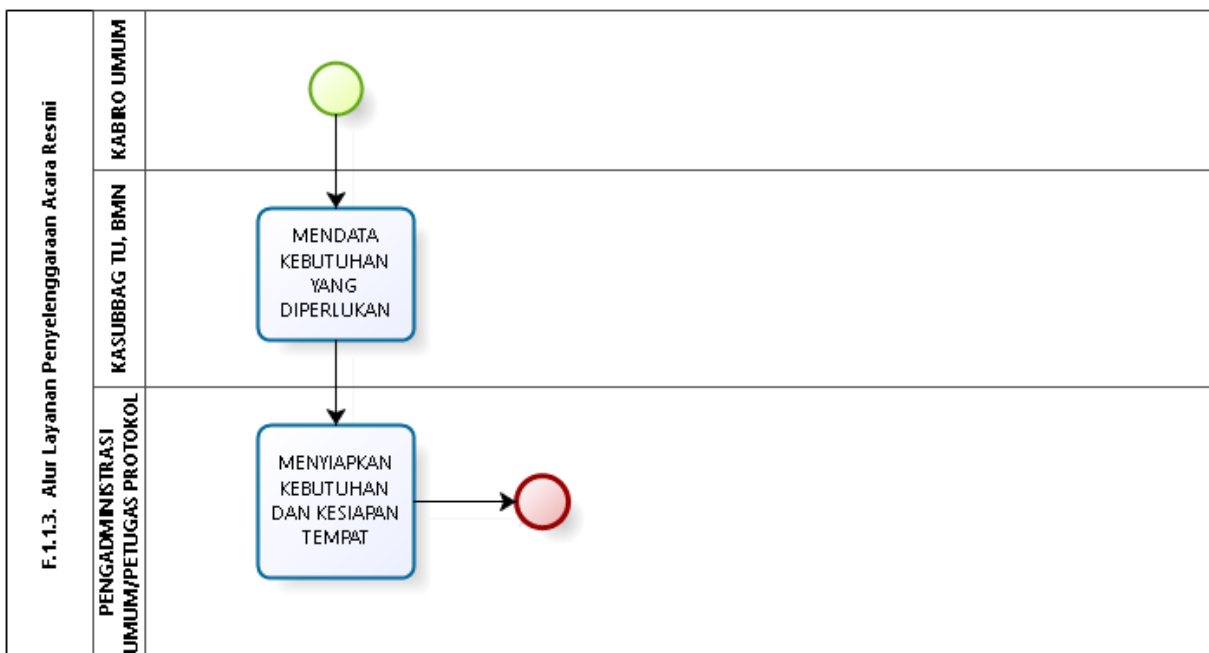 F.1.1.3. Alur Layanan Penyelenggaraan Acara Resmi
KABIRO UMUM
KASUBBAG TU, BMN
MENDATA
KEBUTUHAN
YANG
DIPERLUKAN
PENGADMINISTRASI
UMUM/PETUGAS PROTOKOL
MENYIAPKAN
KEBUTUHAN
DAN KESIAPAN
TEMPAT